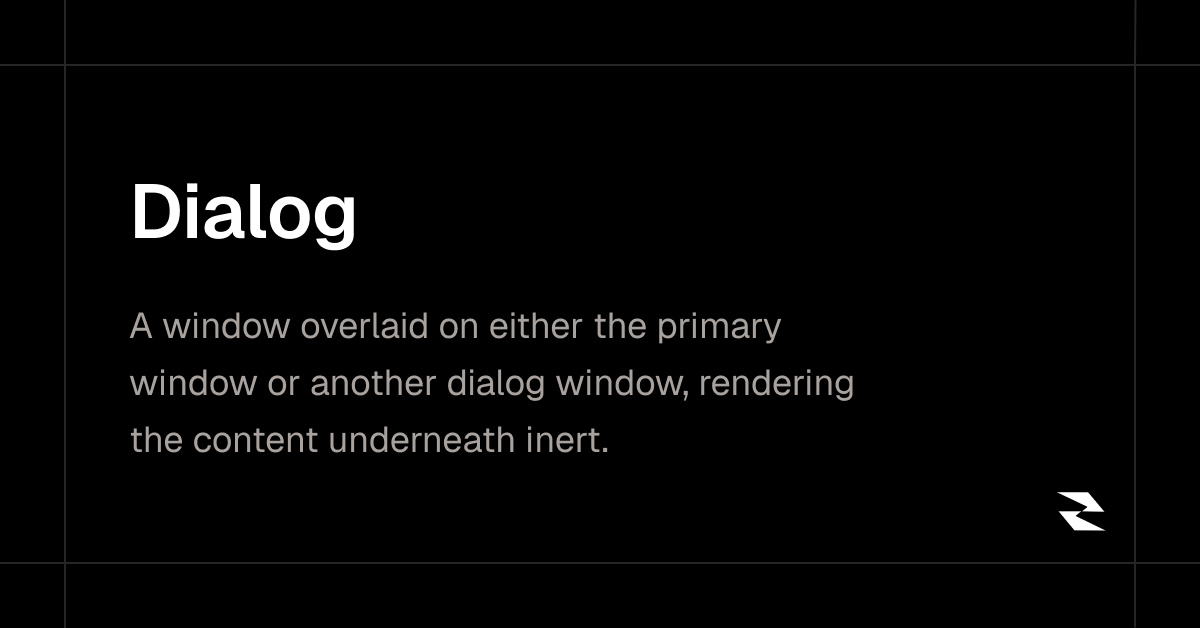 Dialog
A window overlaid on either the primary
window or another dialog window, rendering
the content underneath inert.